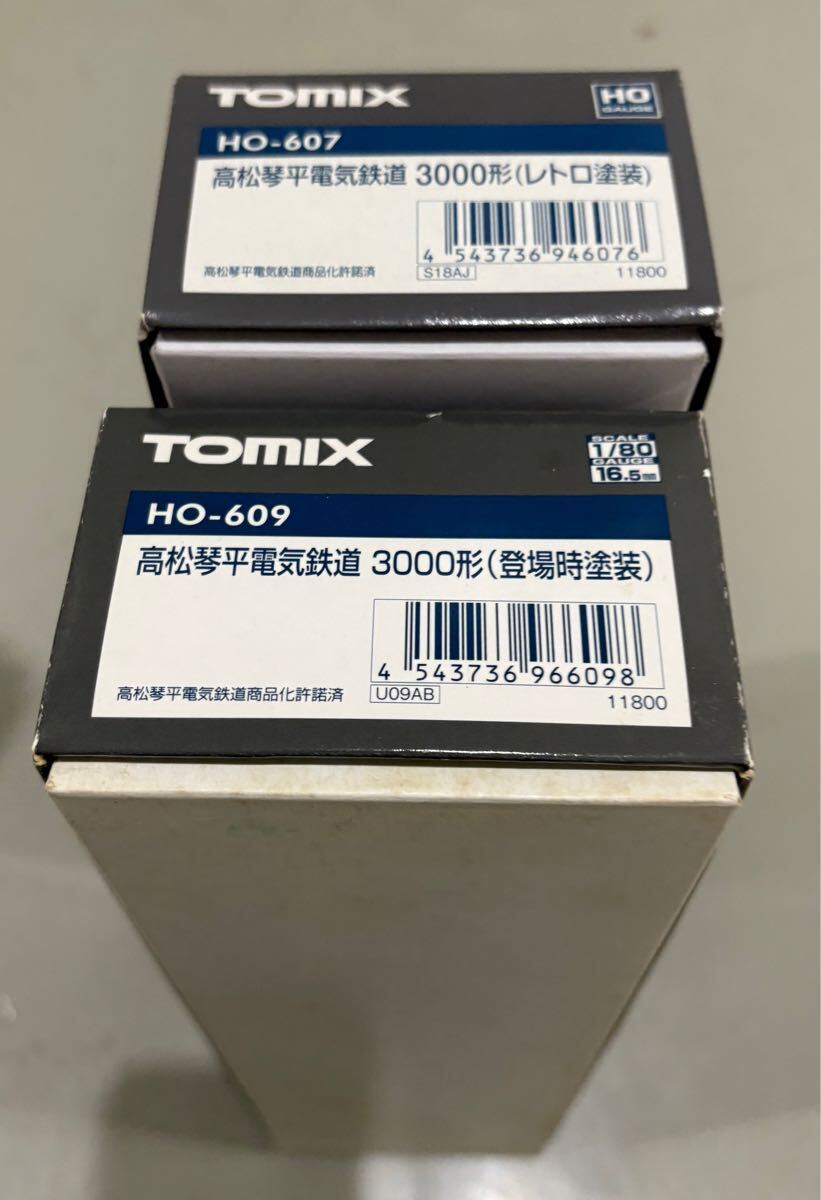 TOMIX
HO
GAUGE
HO-607
高松琴平電気鉄道 3000形(レトロ塗装)
4 543736 946076
高松琴平電気鉄道商品化許諾済
S18AJ
11800
TOMIX
SCALE
1/80
GAUGE
16.5mm
HO-609
高松琴平電気鉄道 3000形(登場時塗装)
4 543736 966098
高松琴平電気鉄道商品化許諾済
U09AB
11800